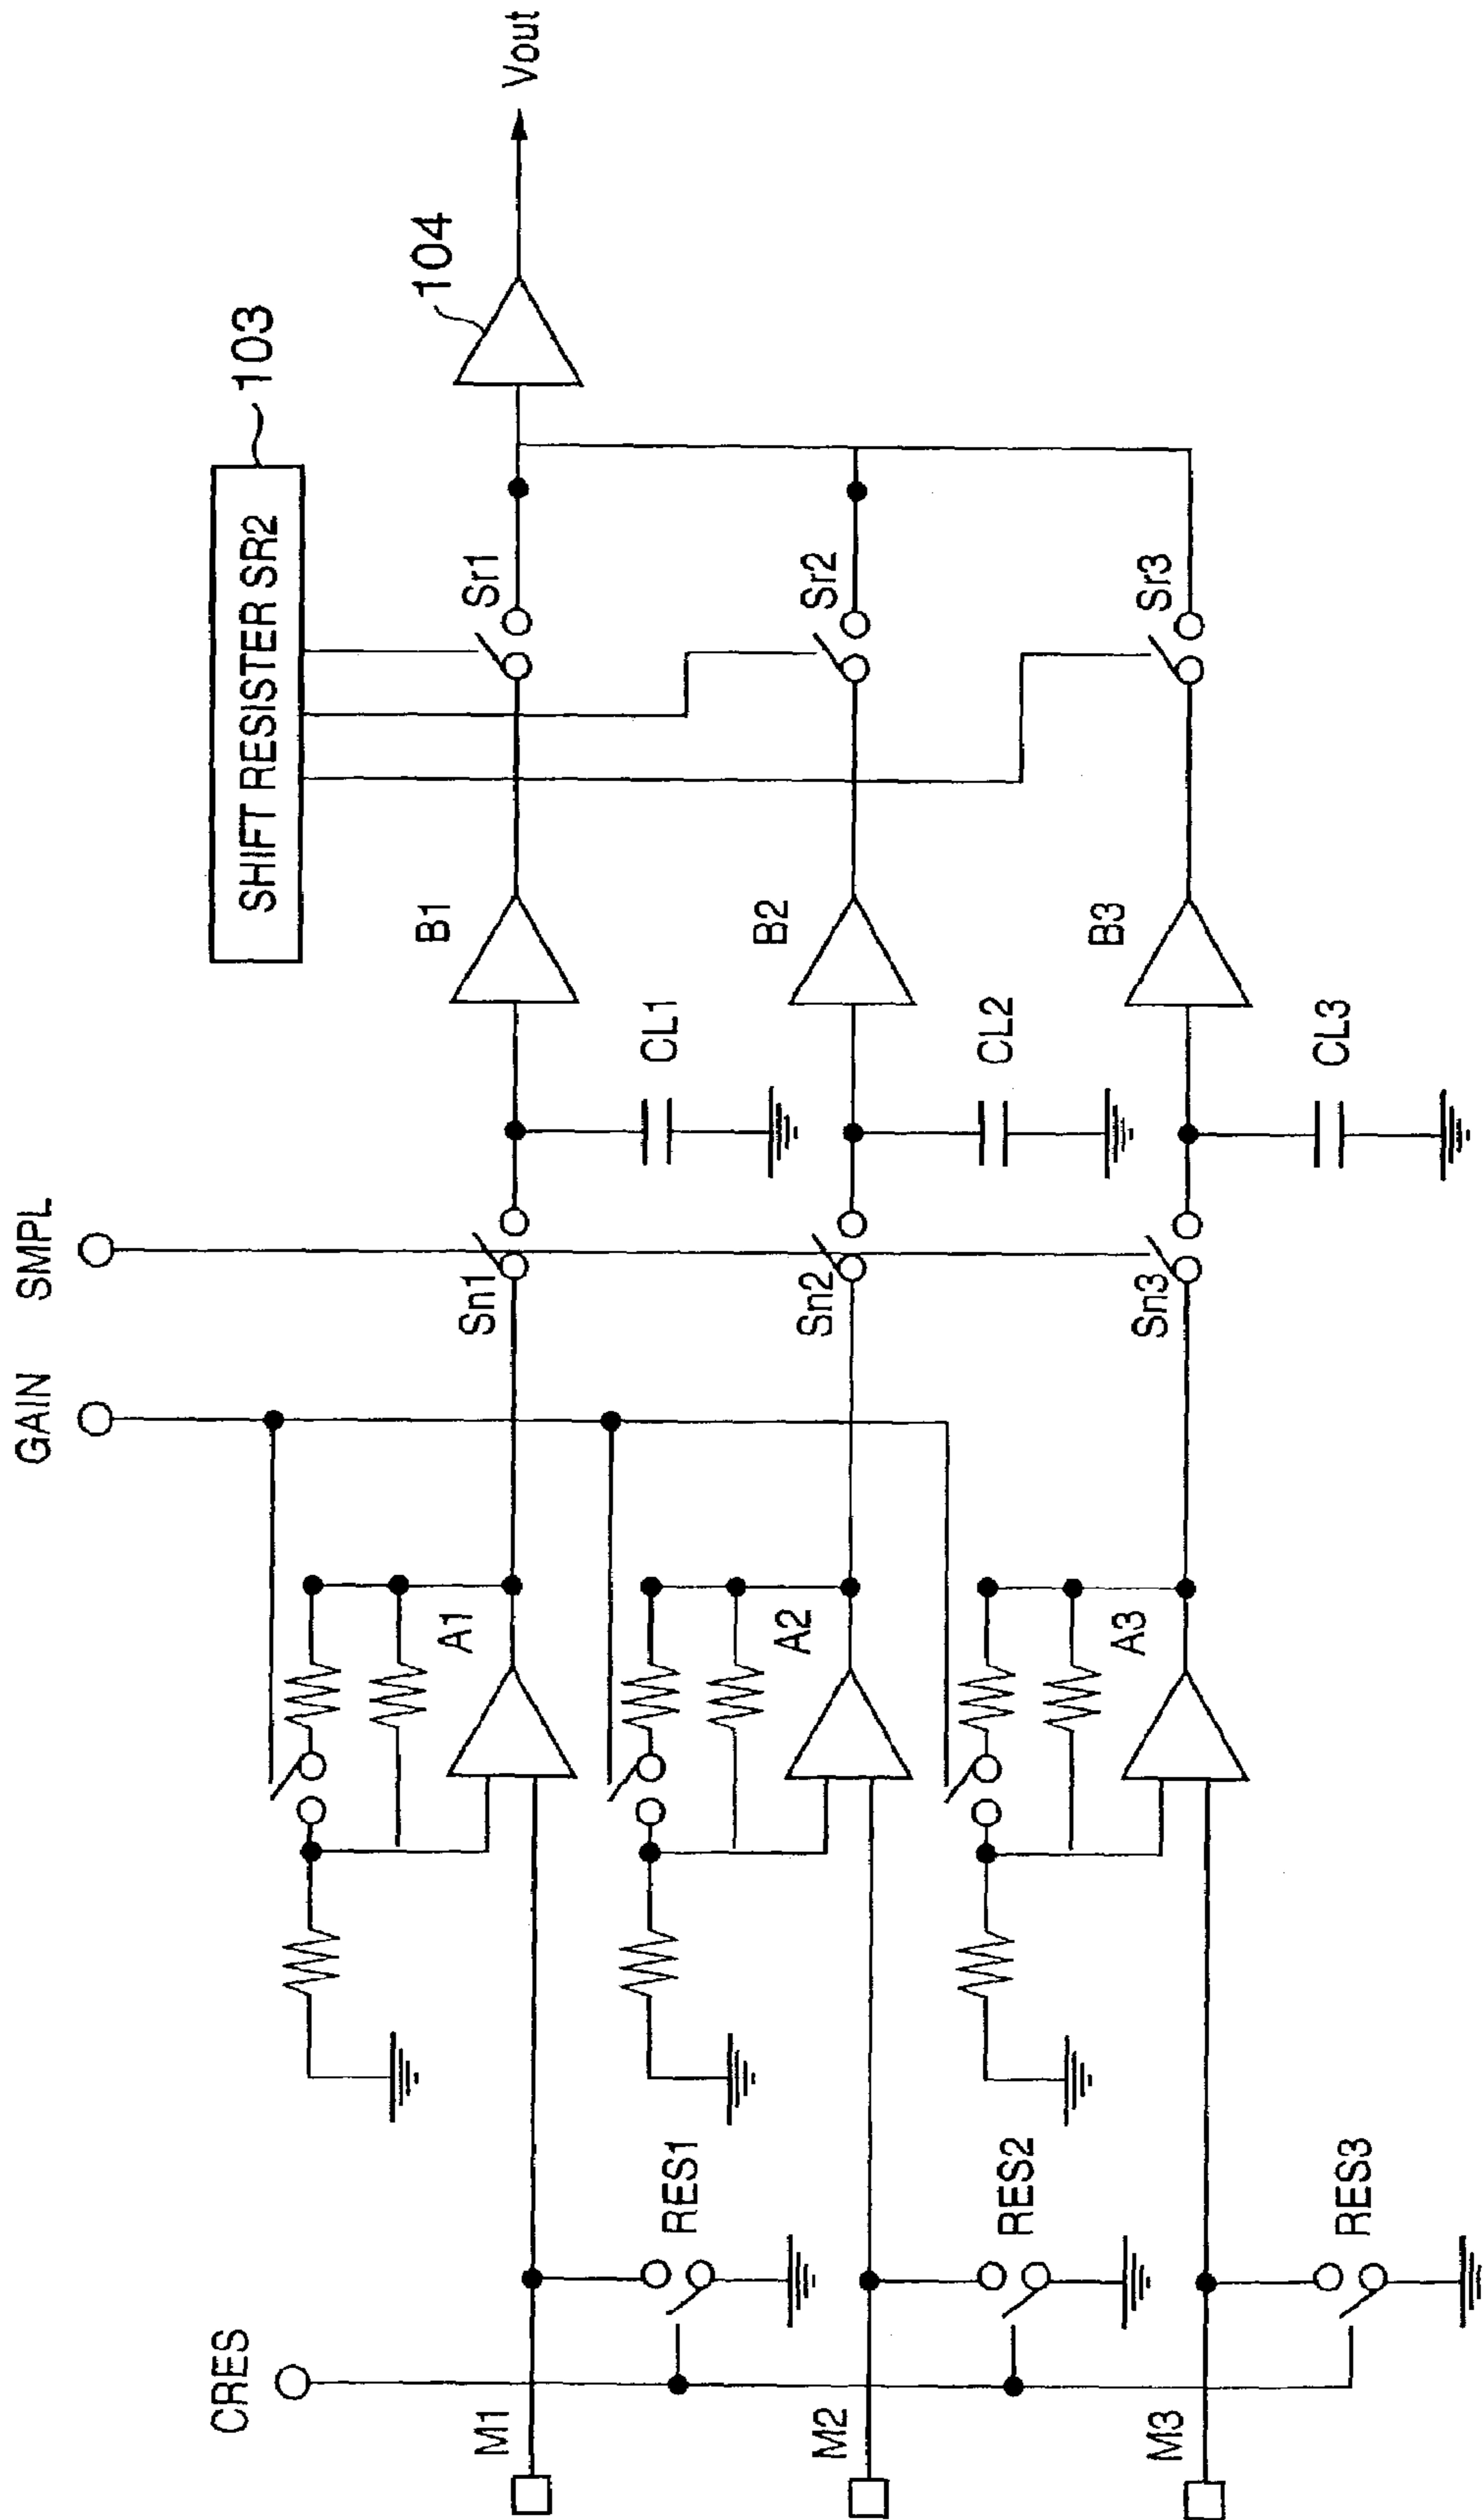 GAIN
SMPL
SHIFT RESISTER SR2
103
104
Vout
CRES
M1
RES1
A1
Sn1
CL1
B1
Sr1
M2
RES2
A2
Sn2
CL2
B2
Sr2
M3
RES3
A3
Sn3
CL3
B3
Sr3